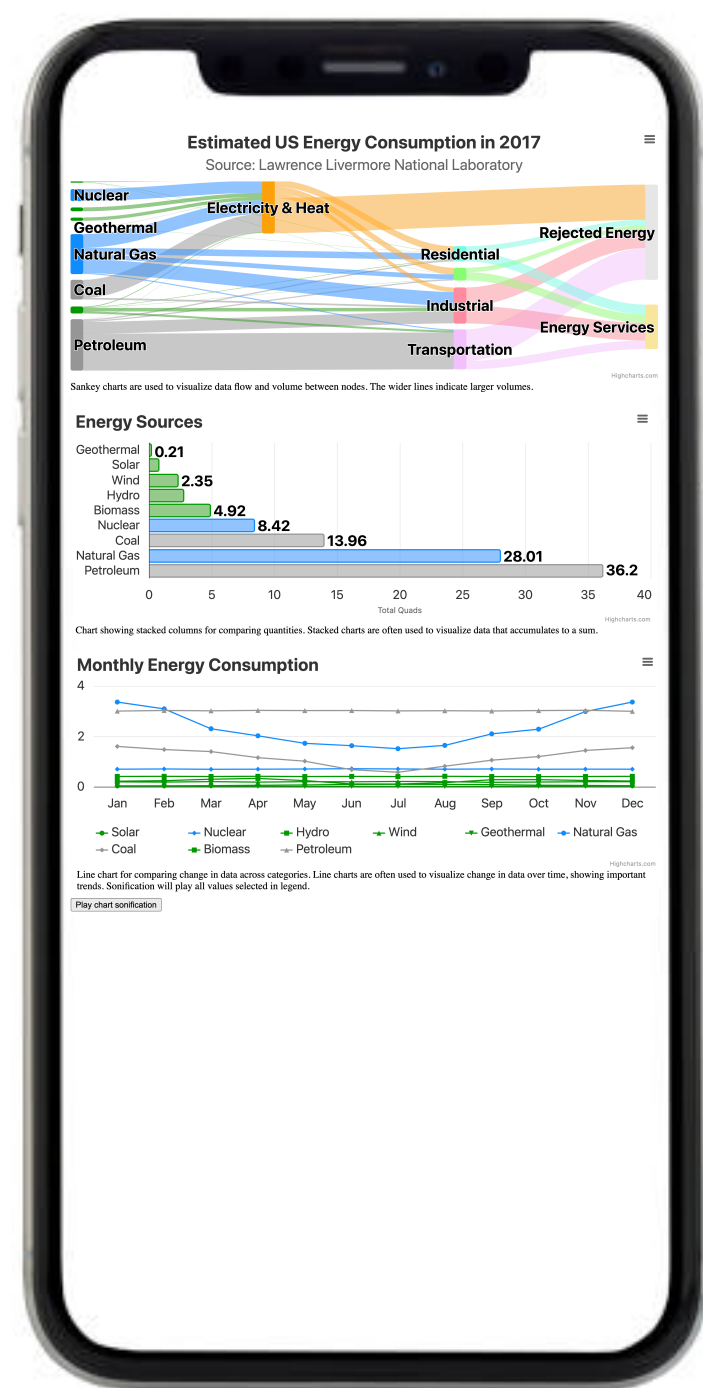 Estimated US Energy Consumption in 2017
Source: Lawrence Livermore National Laboratory
Nuclear
Electricity & Heat
Geothermal
Rejected Energy
Natural Gas
Residential
Coal
Industrial
Energy Services
Petroleum
Transportation
Highcharts.com
Sankey charts are used to visualize data flow and volume between nodes. The wider lines indicate larger volumes.
Energy Sources
Geothermal 0.21
Solar
Wind 2.35
Hydro
Biomass 4.92
Nuclear 8.42
Coal 13.96
Natural Gas 28.01
Petroleum 36.2
0 5 10 15 20 25 30 35 40
Total Quads
Highcharts.com
Chart showing stacked columns for comparing quantities. Stacked charts are often used to visualize data that accumulates to a sum.
Monthly Energy Consumption
4
2
0
Jan Feb Mar Apr May Jun Jul Aug Sep Oct Nov Dec
Solar Nuclear Hydro Wind Geothermal Natural Gas
Coal Biomass Petroleum
Highcharts.com
Line chart for comparing change in data across categories. Line charts are often used to visualize change in data over time, showing important
trends. Sonification will play all values selected in legend.
Play chart sonification